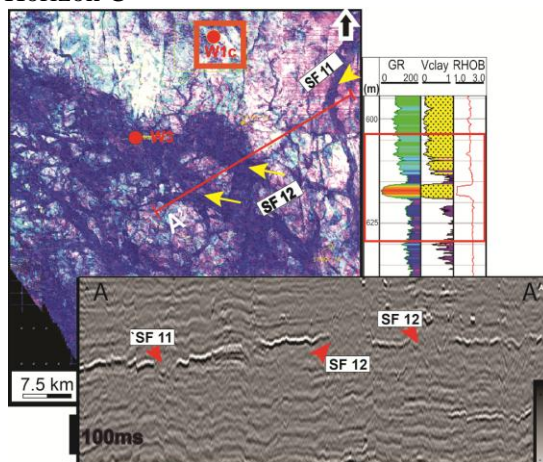 Horizon C
W1c
W3
SF 11
SF 12
A
7.5 km
GR
Vclay
RHOB
(m)
0 200
0 1
1.0 3.0
600
625
A
A'
SF 11
SF 12
SF 12
100ms